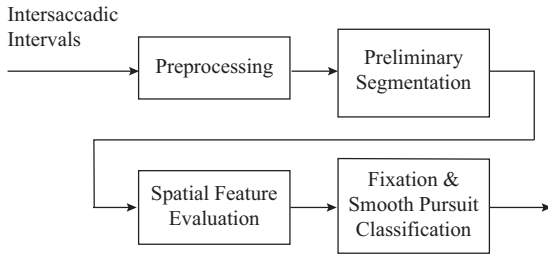 Intersaccadic
Intervals
Preprocessing
Preliminary
Segmentation
Spatial Feature
Evaluation
Fixation &
Smooth Pursuit
Classification